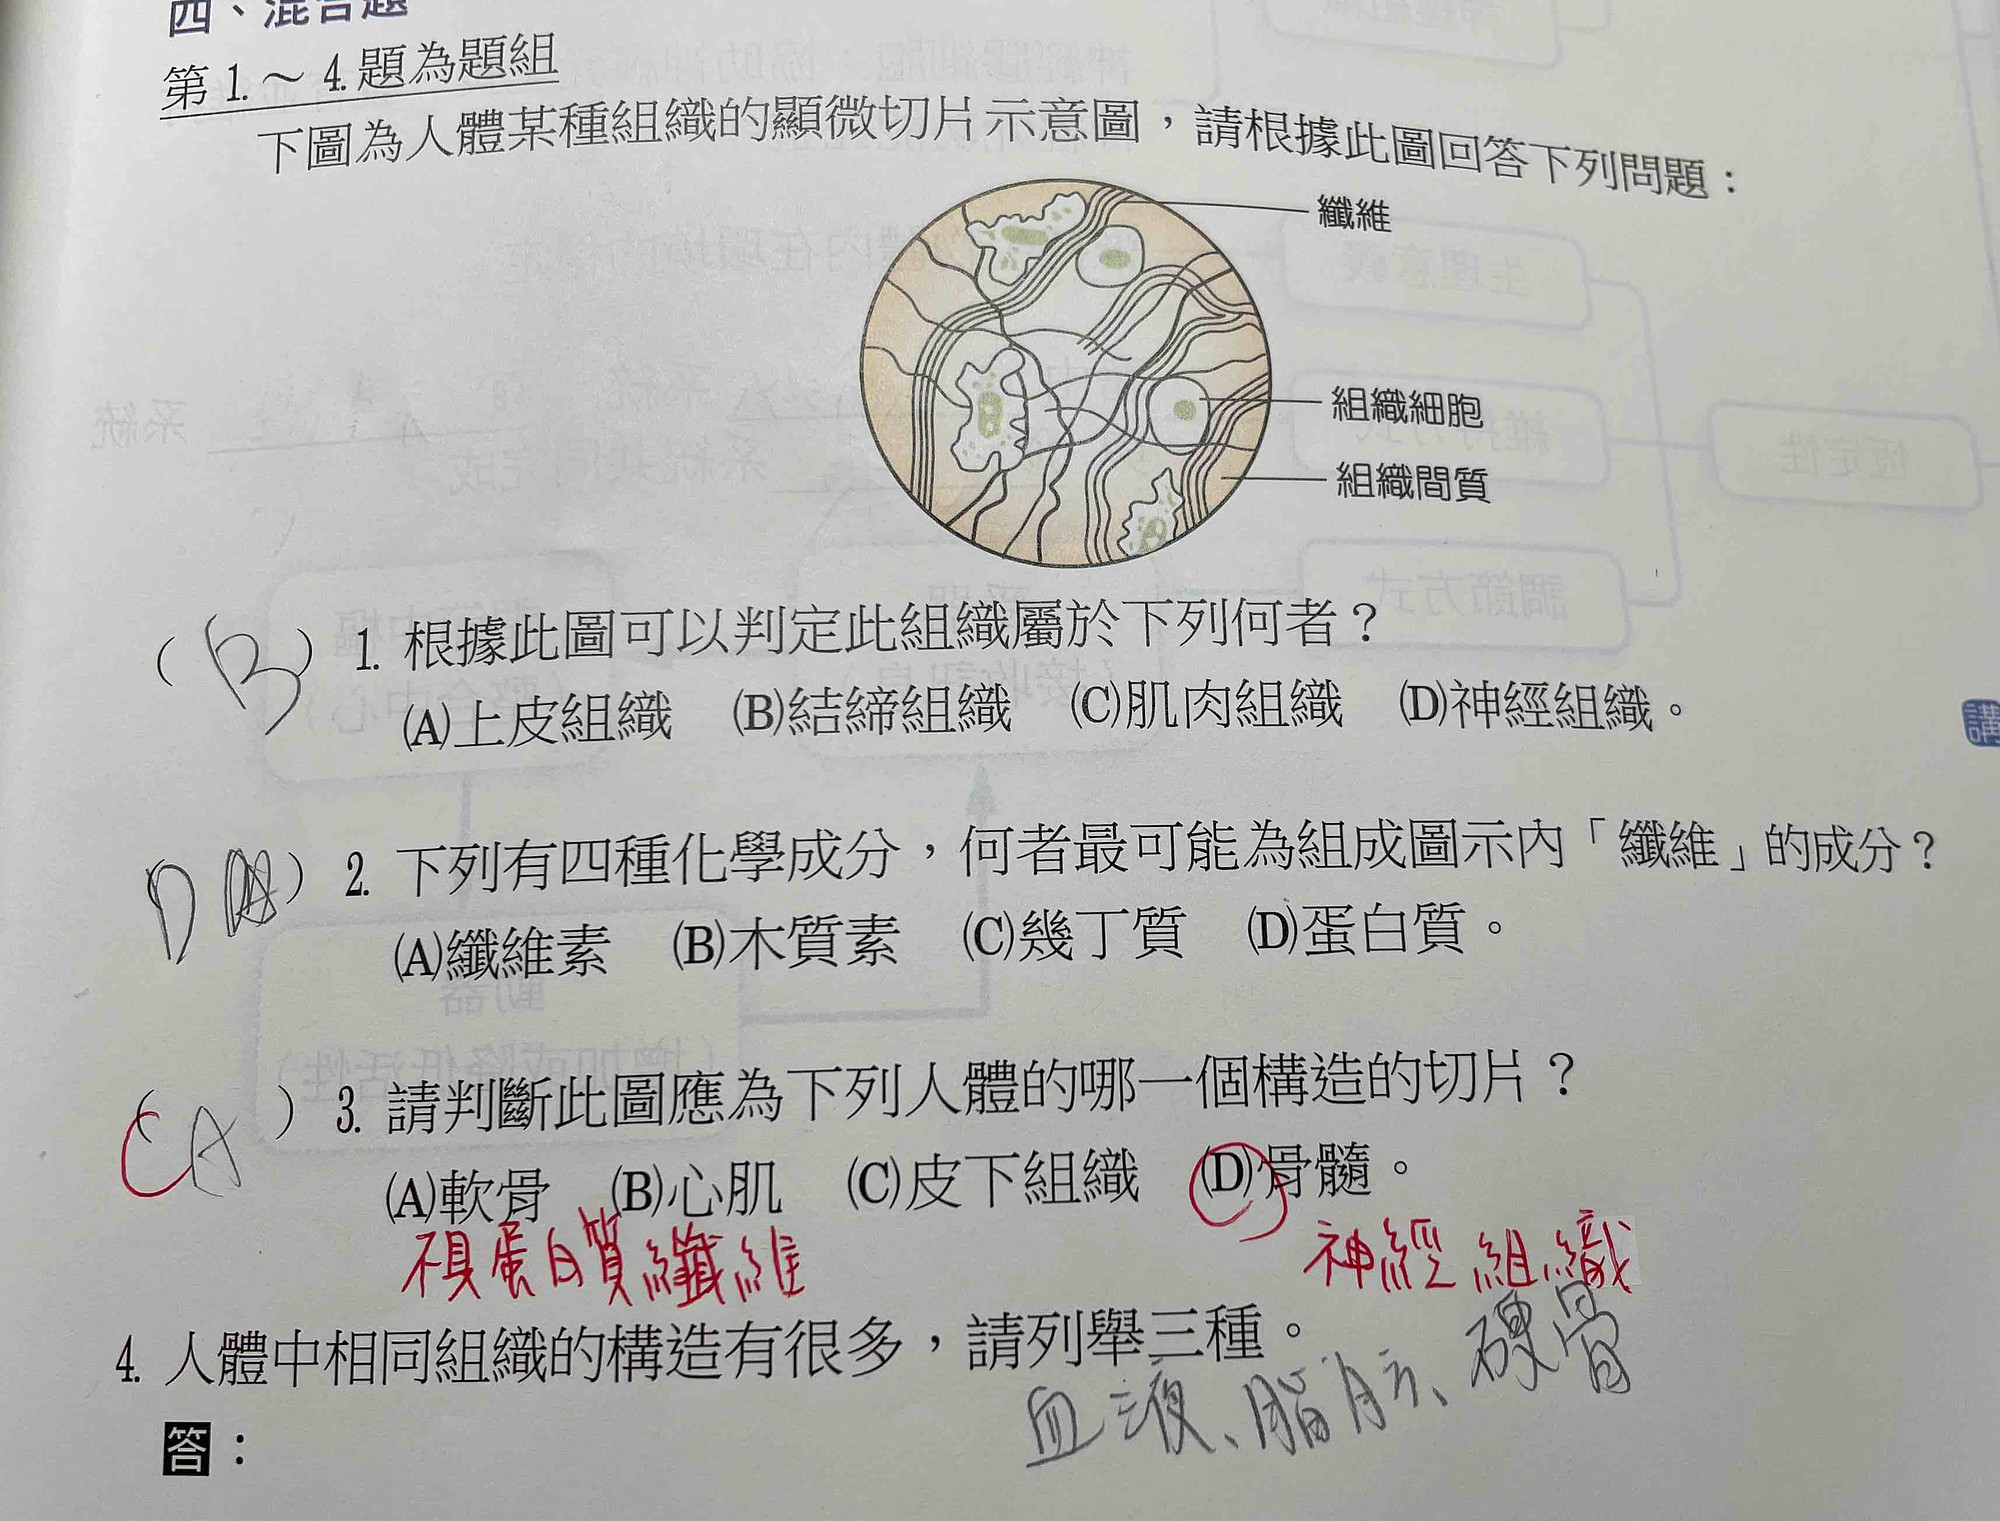 四、混合題
第1.～4.題為題組
下圖為人體某種組織的顯微切片示意圖，請根據此圖回答下列問題：
纖維
組織細胞
組織間質
(B) 1. 根據此圖可以判定此組織屬於下列何者？
(A)上皮組織 (B)結締組織 (C)肌肉組織 (D)神經組織。
講
D ) 2. 下列有四種化學成分，何者最可能為組成圖示內「纖維」的成分？
(A)纖維素 (B)木質素 (C)幾丁質 (D)蛋白質。
(C A ) 3. 請判斷此圖應為下列人體的哪一個構造的切片？
(A)軟骨 (B)心肌 (C)皮下組織 (D)骨髓。
不具蛋白質纖維 神經組織
4. 人體中相同組織的構造有很多，請列舉三種。
血液、脂肪、硬骨
答：